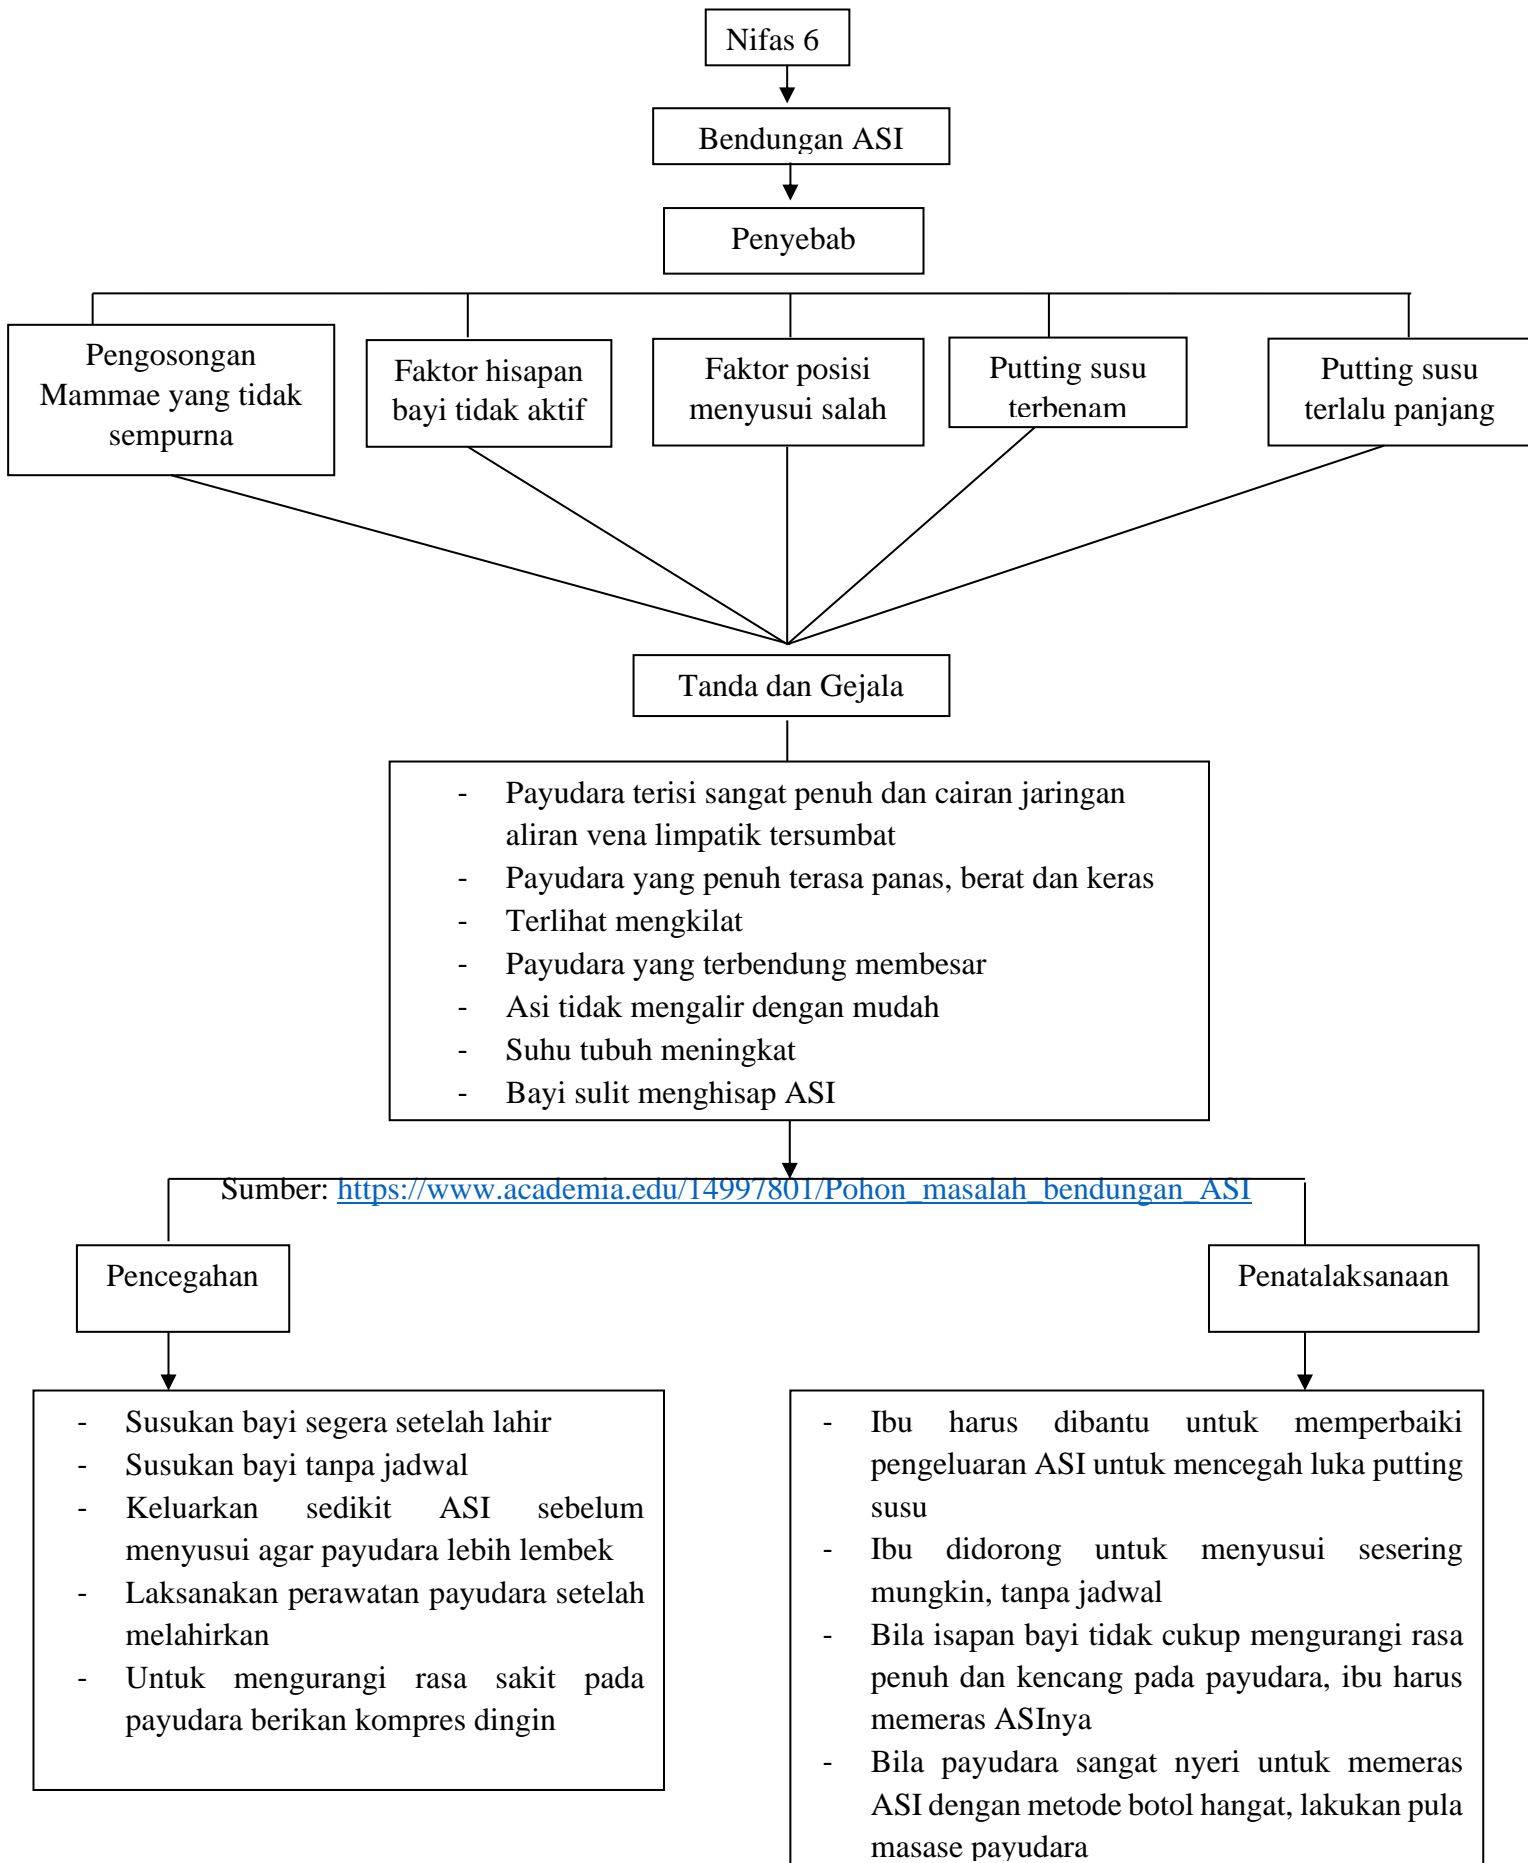 Nifas 6
Bendungan ASI
Penyebab
Pengosongan
Mammae yang tidak
sempurna
Faktor hisapan
bayi tidak aktif
Faktor posisi
menyusui salah
Putting susu
terbenam
Putting susu
terlalu panjang
Tanda dan Gejala
- Payudara terisi sangat penuh dan cairan jaringan
aliran vena limpatik tersumbat
- Payudara yang penuh terasa panas, berat dan keras
- Terlihat mengkilat
- Payudara yang terbendung membesar
- Asi tidak mengalir dengan mudah
- Suhu tubuh meningkat
- Bayi sulit menghisap ASI
Sumber: https://www.academia.edu/14997801/Pohon_masalah_bendungan_ASI
Pencegahan
- Susukan bayi segera setelah lahir
- Susukan bayi tanpa jadwal
- Keluarkan sedikit ASI sebelum
menyusui agar payudara lebih lembek
- Laksanakan perawatan payudara setelah
melahirkan
- Untuk mengurangi rasa sakit pada
payudara berikan kompres dingin
Penatalaksanaan
- Ibu harus dibantu untuk memperbaiki
pengeluaran ASI untuk mencegah luka putting
susu
- Ibu didorong untuk menyusui sesering
mungkin, tanpa jadwal
- Bila isapan bayi tidak cukup mengurangi rasa
penuh dan kencang pada payudara, ibu harus
memeras ASInya
- Bila payudara sangat nyeri untuk memeras
ASI dengan metode botol hangat, lakukan pula
masase payudara